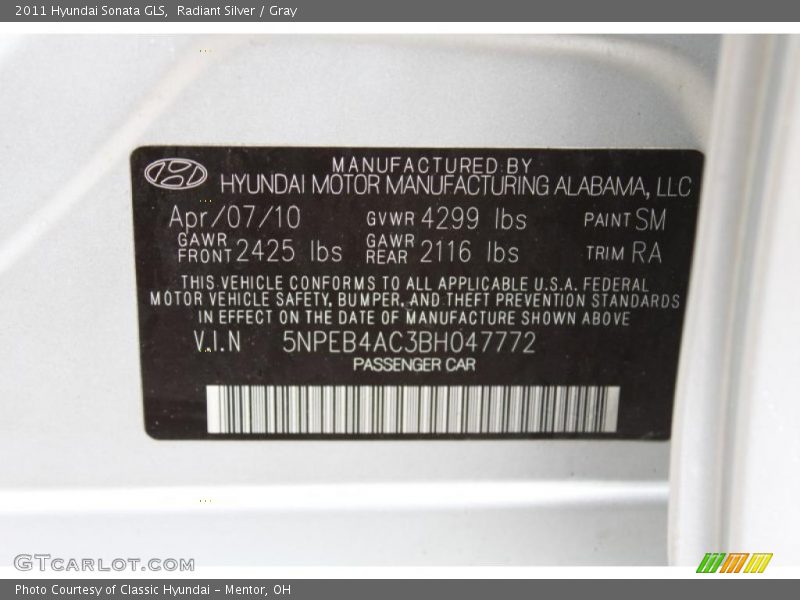 2011 Hyundai Sonata GLS, Radiant Silver / Gray
MANUFACTURED BY
HYUNDAI MOTOR MANUFACTURING ALABAMA, LLC
Apr/07/10 GVWR 4299 lbs PAINT SM
GAWR FRONT 2425 lbs GAWR REAR 2116 lbs TRIM RA
THIS VEHICLE CONFORMS TO ALL APPLICABLE U.S.A. FEDERAL
MOTOR VEHICLE SAFETY, BUMPER, AND THEFT PREVENTION STANDARDS
IN EFFECT ON THE DATE OF MANUFACTURE SHOWN ABOVE
V.I.N 5NPEB4AC3BH047772
PASSENGER CAR
GTCARLOT.COM
Photo Courtesy of Classic Hyundai - Mentor, OH